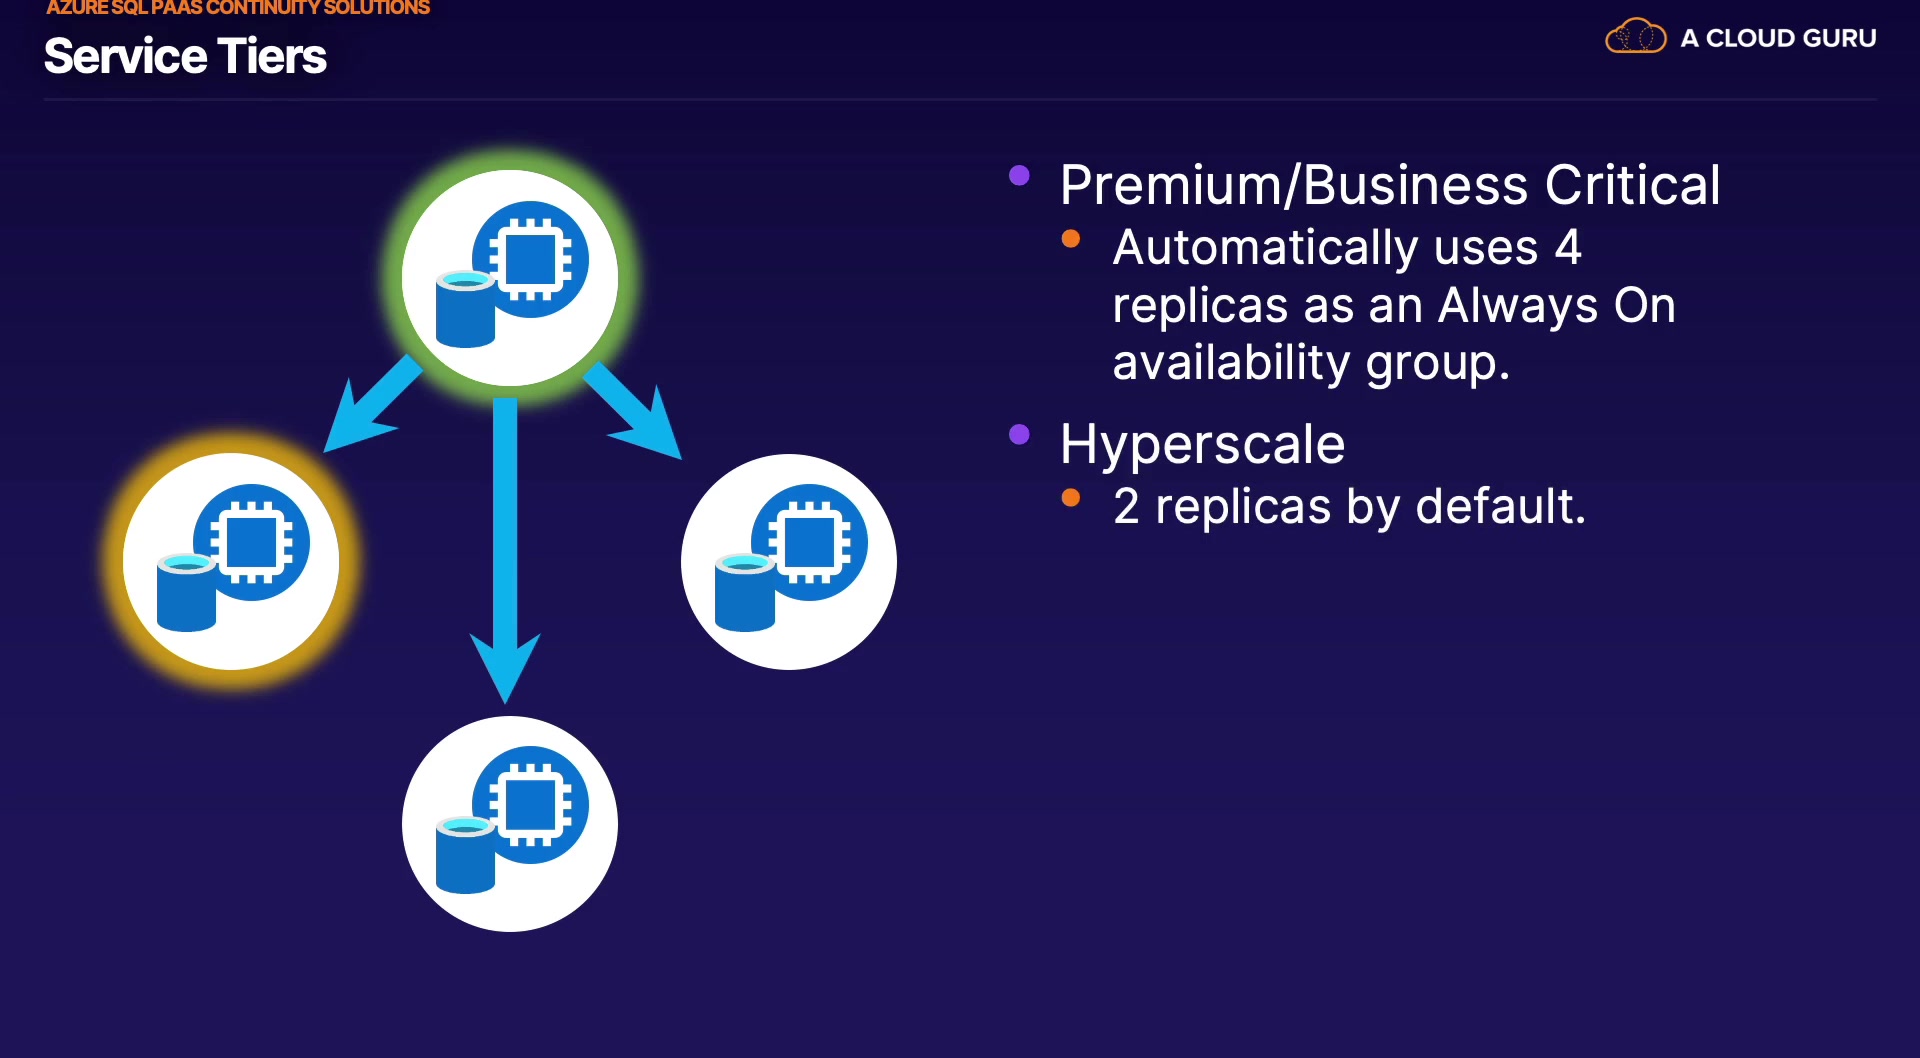 AZURE SQL PAAS CONTINUITY SOLUTIONS
Service Tiers
A CLOUD GURU
Premium/Business Critical
Automatically uses 4
replicas as an Always On
availability group.
Hyperscale
2 replicas by default.